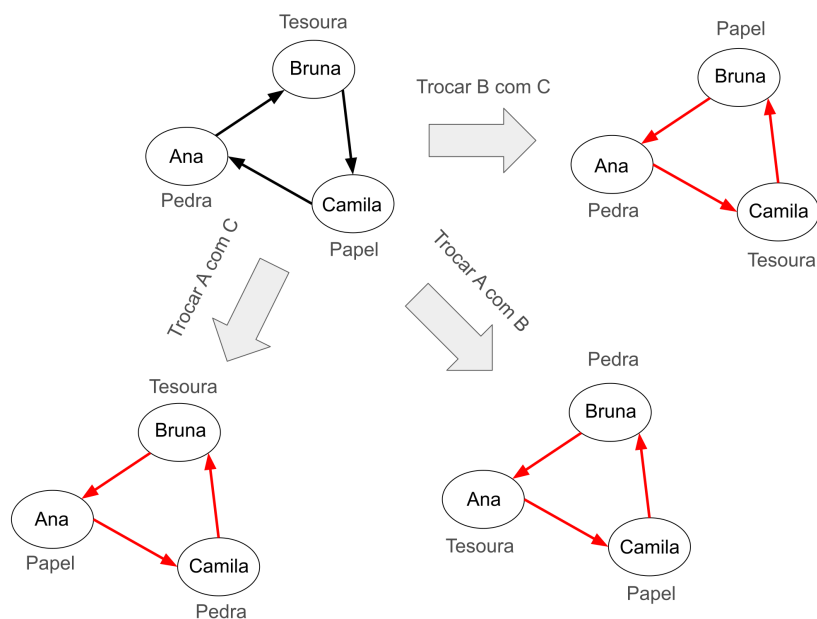 Tesoura
Bruna
Ana
Pedra
Camila
Papel
Trocar B com C
Papel
Bruna
Ana
Pedra
Camila
Tesoura
Trocar A com C
Trocar A com B
Tesoura
Bruna
Ana
Papel
Camila
Pedra
Pedra
Bruna
Ana
Tesoura
Camila
Papel